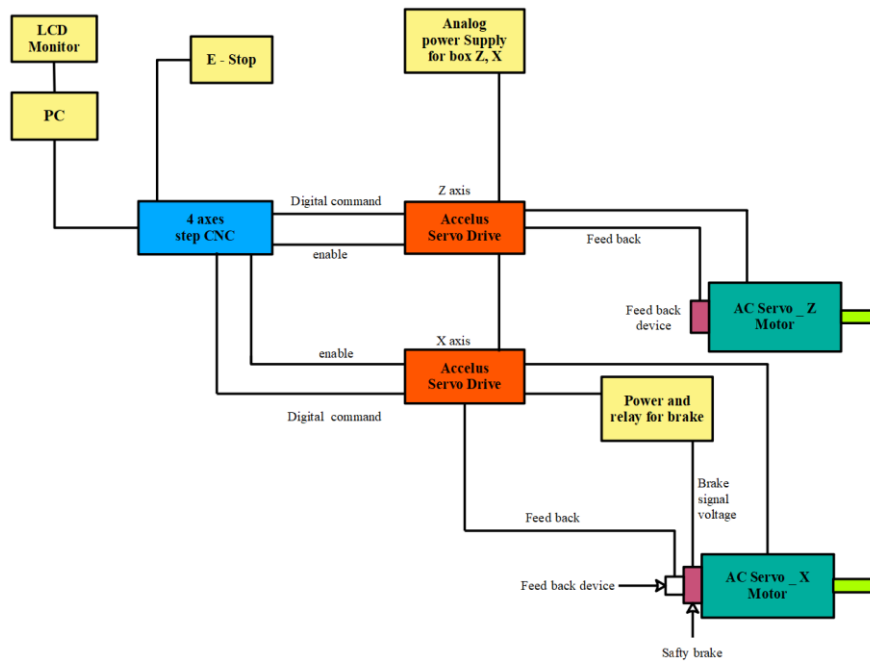 LCD
Monitor
E - Stop
Analog
power Supply
for box Z, X
PC
Digital command
Z axis
4 axes
step CNC
Accelus
Servo Drive
enable
Feed back
Feed back
device
AC Servo _ Z
Motor
X axis
enable
Accelus
Servo Drive
Digital command
Power and
relay for brake
Brake
signal
voltage
Feed back
Feed back device
AC Servo _ X
Motor
Safty brake